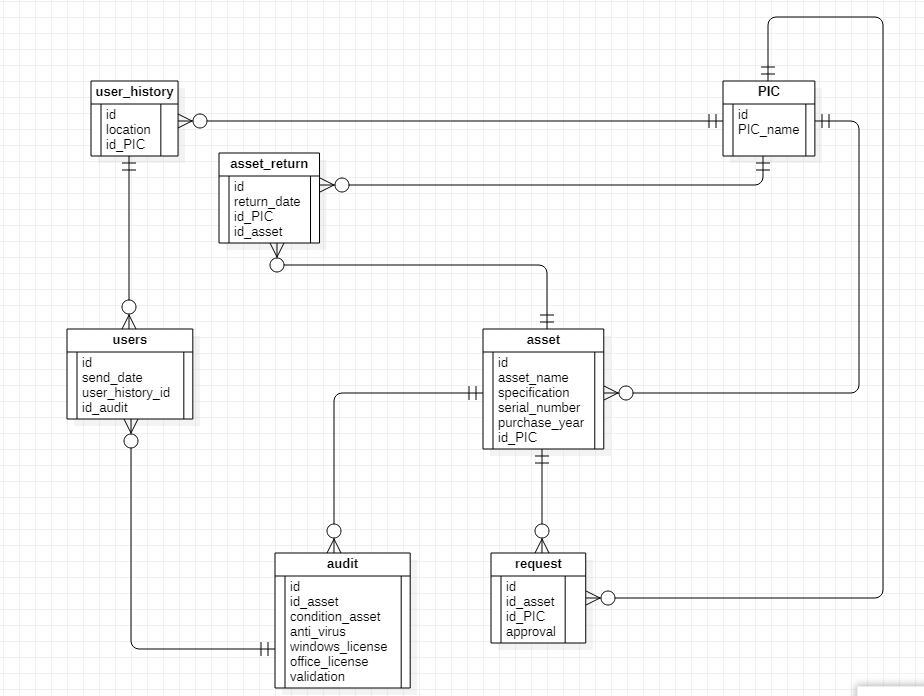 user_history
id
location
id_PIC
PIC
id
PIC_name
asset_return
id
return_date
id_PIC
id_asset
users
id
send_date
user_history_id
id_audit
asset
id
asset_name
specification
serial_number
purchase_year
id_PIC
audit
id
id_asset
condition_asset
anti_virus
windows_license
office_license
validation
request
id
id_asset
id_PIC
approval